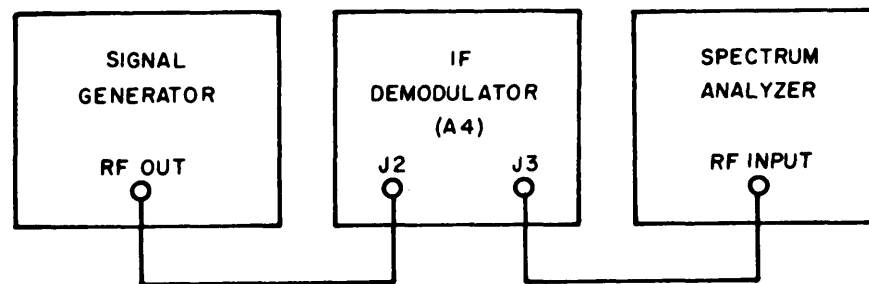 SIGNAL
GENERATOR
RF OUT
IF
DEMODULATOR
(A4)
J2 J3
SPECTRUM
ANALYZER
RF INPUT